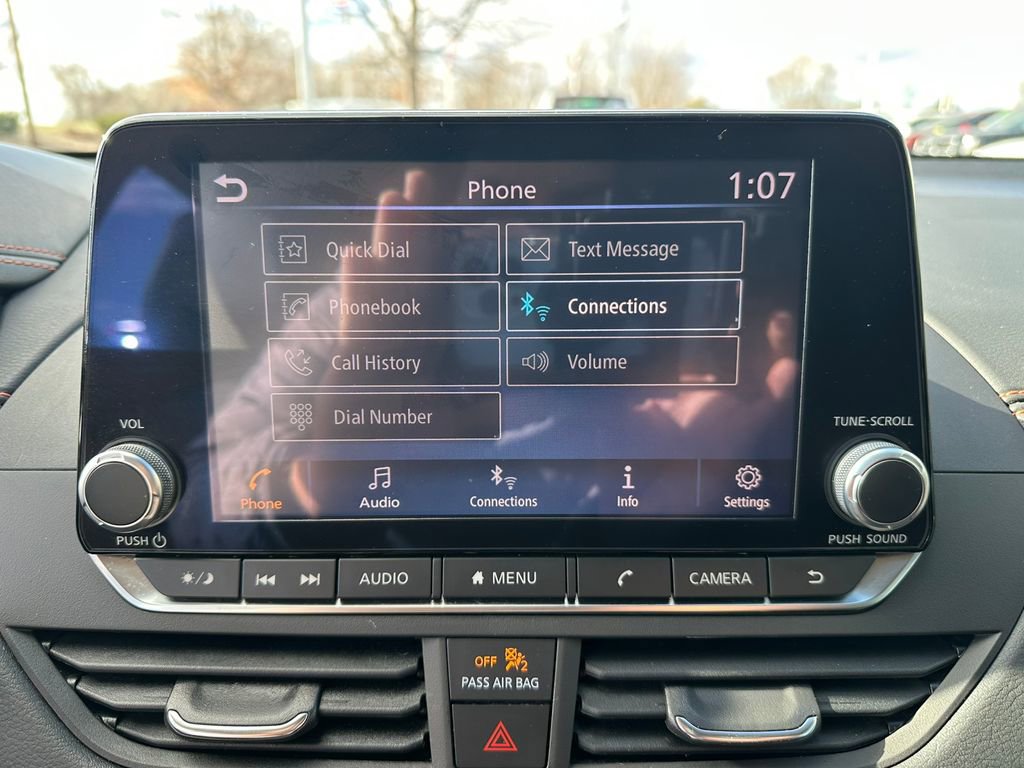 Phone
1:07
Quick Dial
Text Message
Phonebook
Connections
Call History
Volume
Dial Number
VOL
TUNE·SCROLL
Phone
Audio
Connections
Info
Settings
PUSH
PUSH SOUND
AUDIO
MENU
CAMERA
OFF 2
PASS AIR BAG